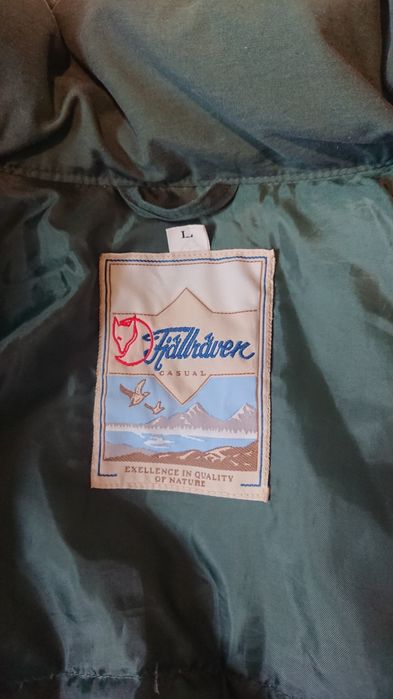 L
Fjällräven
CASUAL
EXELLENCE IN QUALITY
OF NATURE